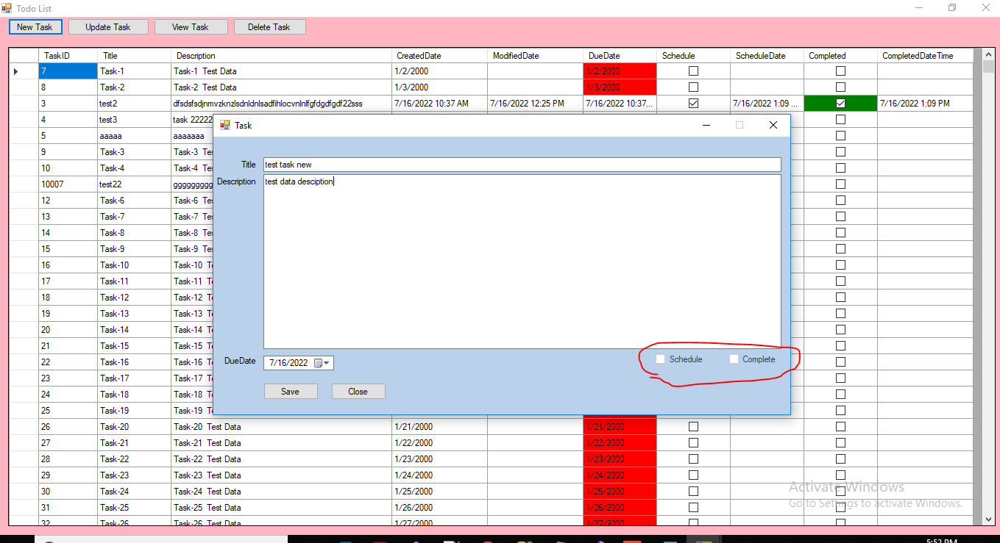 Todo List
New Task Update Task View Task Delete Task
TaskID Title Description CreatedDate ModifiedDate DueDate Schedule ScheduleDate Completed CompletedDateTime
7 Task-1 Task-1 Test Data 1/2/2000 1/2/2000
8 Task-2 Task-2 Test Data 1/3/2000 1/3/2000
3 test2 7/16/2022 10:37 AM 7/16/2022 12:25 PM 7/16/2022 10:37... 7/16/2022 1:09 ... 7/16/2022 1:09 PM
4 test3 task 22222
5 aaaaa aaaaaaa
9 Task-3 Task-3 Te
10 Task-4 Task-4 Te
10007 test22 ggggggggg
12 Task-6 Task-6 Te
13 Task-7 Task-7 Te
14 Task-8 Task-8 Te
15 Task-9 Task-9 Te
16 Task-10 Task-10 T
17 Task-11 Task-11 T
18 Task-12 Task-12 T
19 Task-13 Task-13 T
20 Task-14 Task-14 T
21 Task-15 Task-15 T
22 Task-16 Task-16 T
23 Task-17 Task-17 T
24 Task-18 Task-18 T
25 Task-19 Task-19 T
26 Task-20 Task-20 Test Data 1/21/2000 1/21/2000
27 Task-21 Task-21 Test Data 1/22/2000 1/22/2000
28 Task-22 Task-22 Test Data 1/23/2000 1/23/2000
29 Task-23 Task-23 Test Data 1/24/2000 1/24/2000
30 Task-24 Task-24 Test Data 1/25/2000 1/25/2000
31 Task-25 Task-25 Test Data 1/26/2000 1/26/2000
32 Task-26 Task-26 Test Data 1/27/2000 1/27/2000
Task
Title test task new
Description test data desciption
DueDate 7/16/2022 Schedule Complete
Save Close
Activate Windows
Go to Settings to activate Windows.
5:52 PM